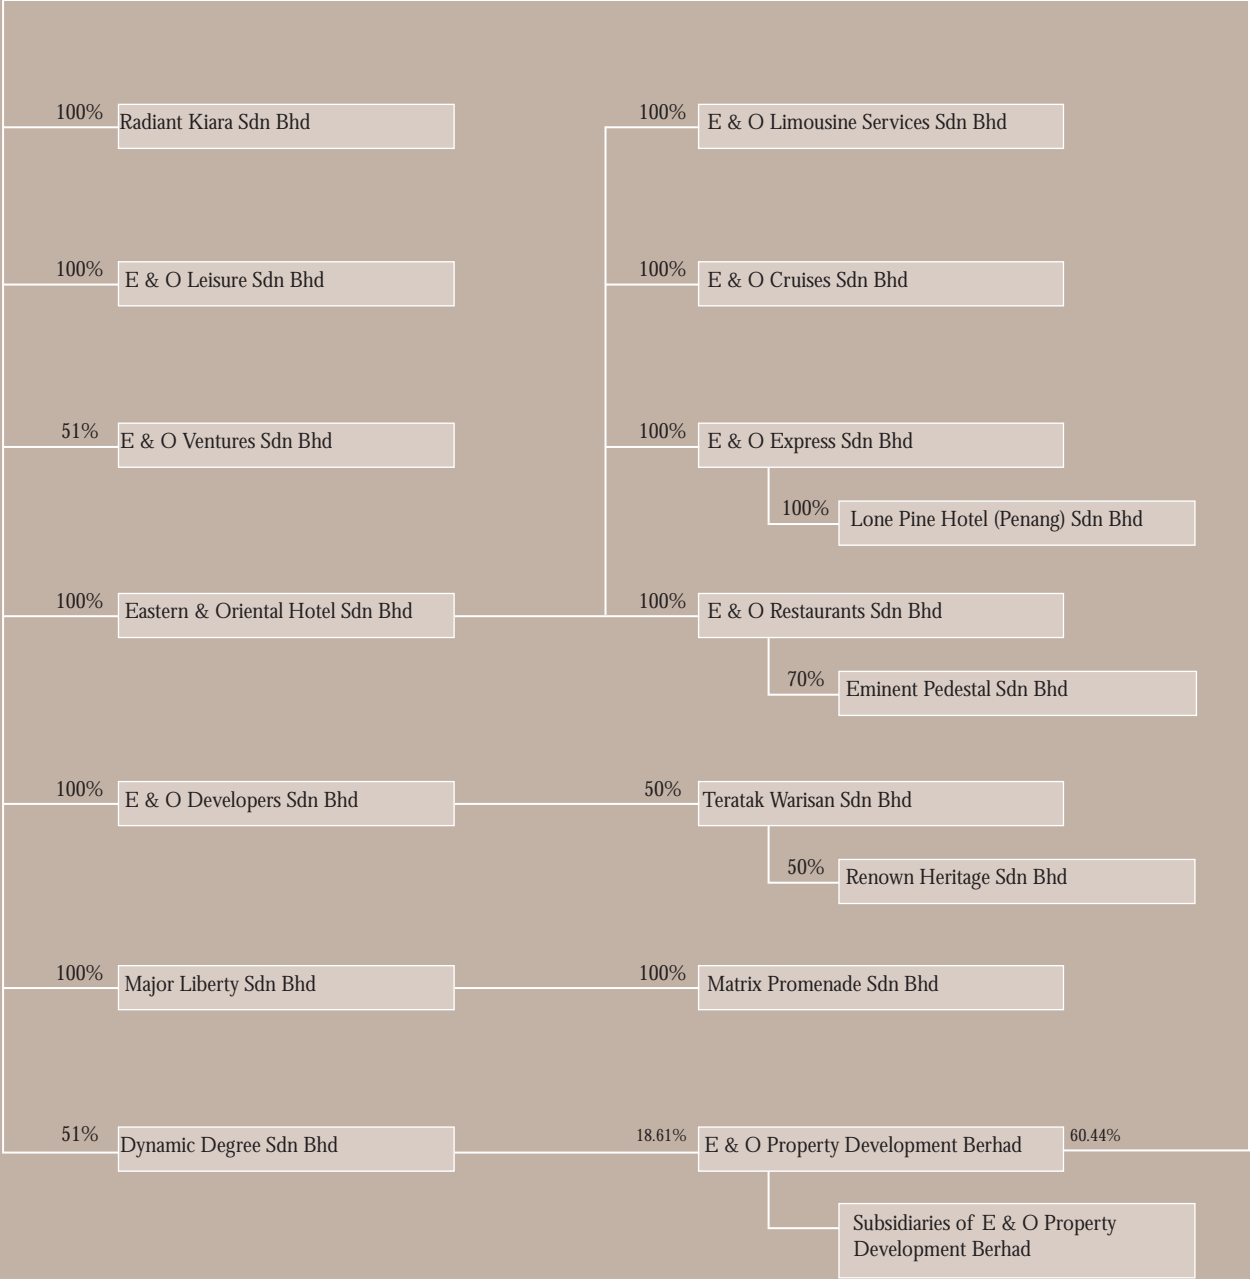 100%
Radiant Kiara Sdn Bhd
100%
E & O Limousine Services Sdn Bhd
100%
E & O Leisure Sdn Bhd
100%
E & O Cruises Sdn Bhd
51%
E & O Ventures Sdn Bhd
100%
E & O Express Sdn Bhd
100%
Lone Pine Hotel (Penang) Sdn Bhd
100%
Eastern & Oriental Hotel Sdn Bhd
100%
E & O Restaurants Sdn Bhd
70%
Eminent Pedestal Sdn Bhd
100%
E & O Developers Sdn Bhd
50%
Teratak Warisan Sdn Bhd
50%
Renown Heritage Sdn Bhd
100%
Major Liberty Sdn Bhd
100%
Matrix Promenade Sdn Bhd
51%
Dynamic Degree Sdn Bhd
18.61%
E & O Property Development Berhad
60.44%
Subsidiaries of E & O Property
Development Berhad